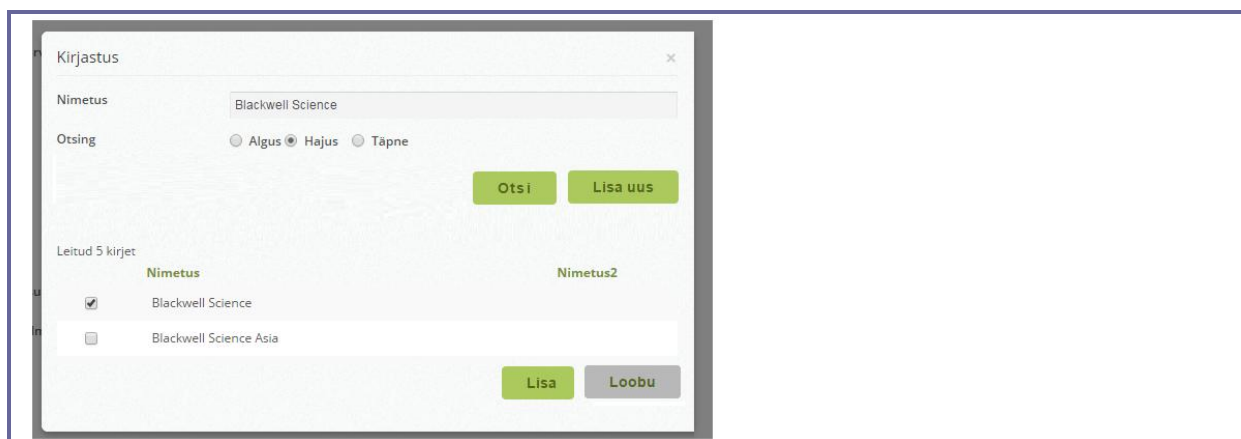 Kirjastus ×
Nimetus Blackwell Science
Otsing Algus Hajus Täpne
Otsi Lisa uus
Leitud 5 kirjet
Nimetus Nimetus2
Blackwell Science
Blackwell Science Asia
Lisa Loobu